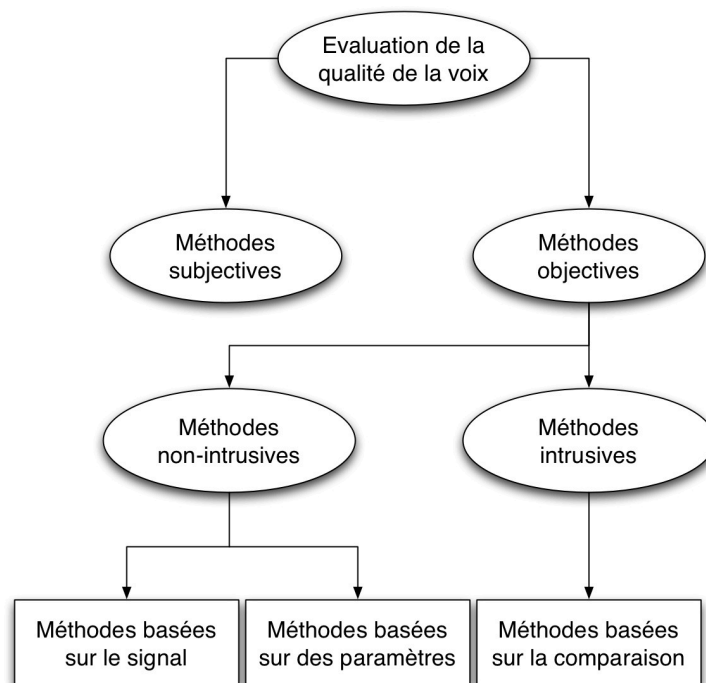 Evaluation de la
qualité de la voix
Méthodes
subjectives
Méthodes
objectives
Méthodes
non-intrusives
Méthodes
intrusives
Méthodes basées
sur le signal
Méthodes basées
sur des paramètres
Méthodes basées
sur la comparaison